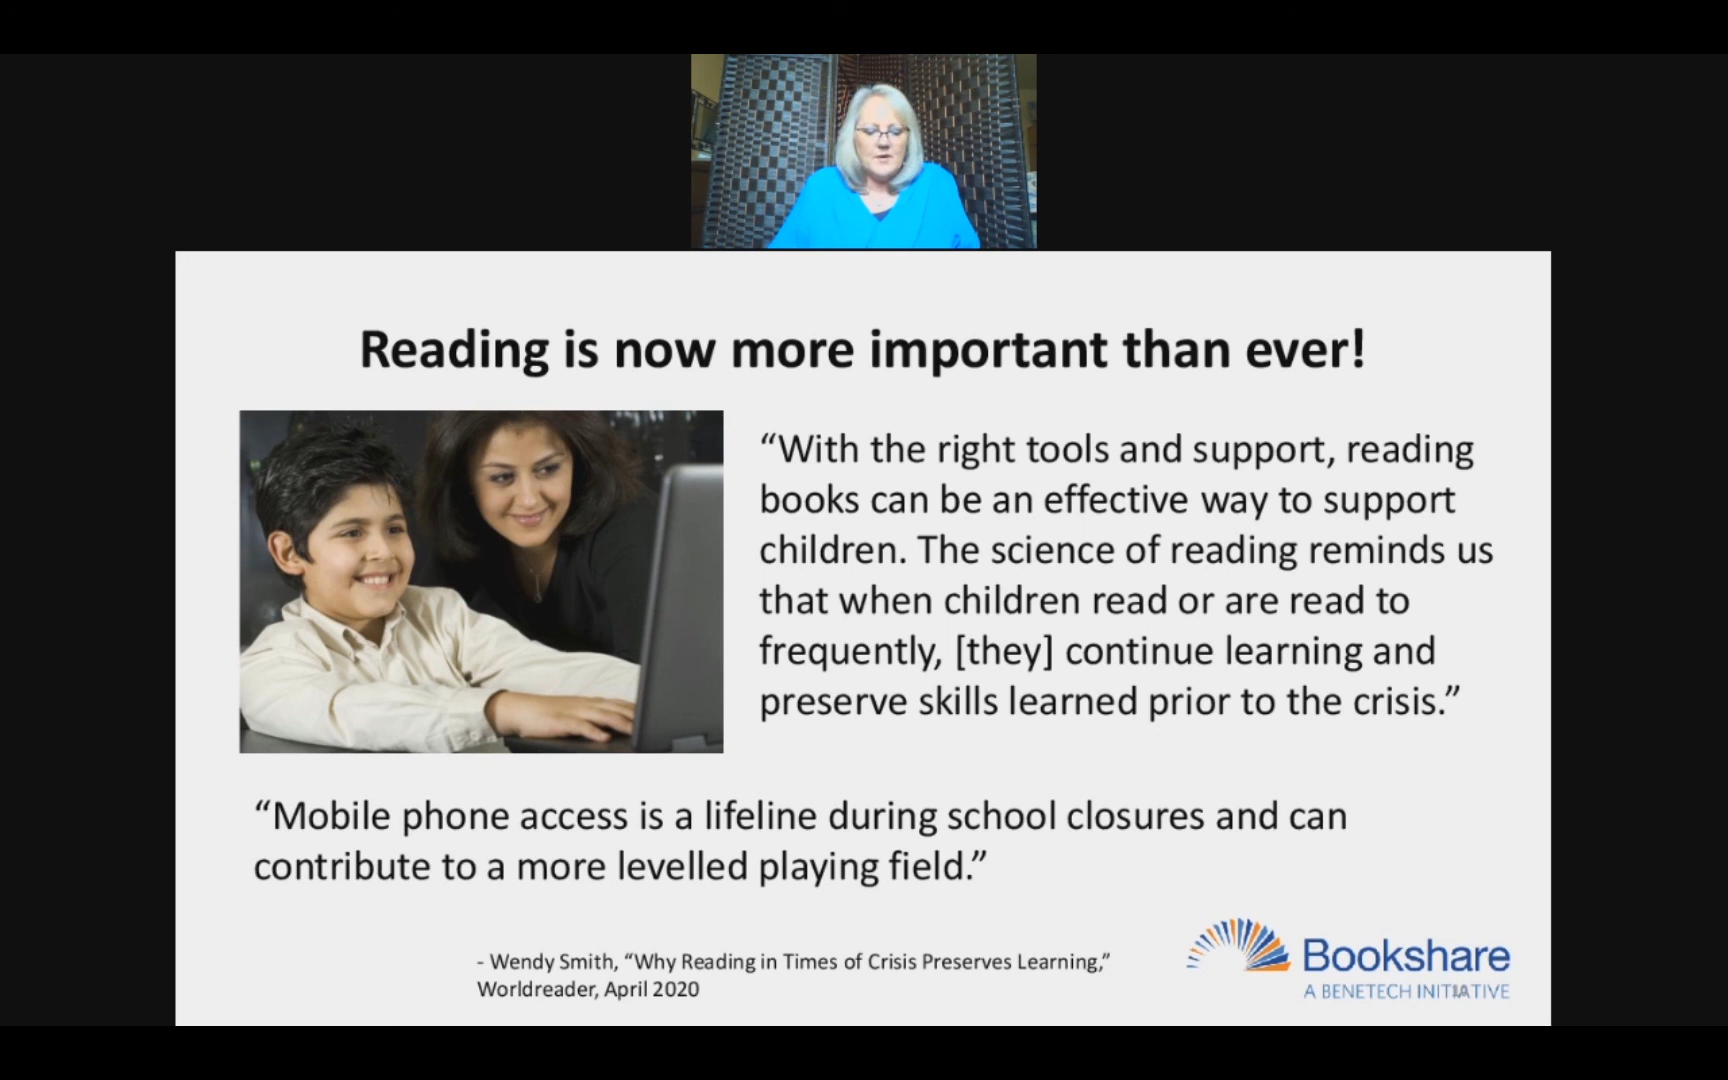 Reading is now more important than ever!
“With the right tools and support, reading
books can be an effective way to support
children. The science of reading reminds us
that when children read or are read to
frequently, [they] continue learning and
preserve skills learned prior to the crisis.”
“Mobile phone access is a lifeline during school closures and can
contribute to a more levelled playing field.”
- Wendy Smith, “Why Reading in Times of Crisis Preserves Learning,”
Worldreader, April 2020
Bookshare
A BENETECH INITIATIVE